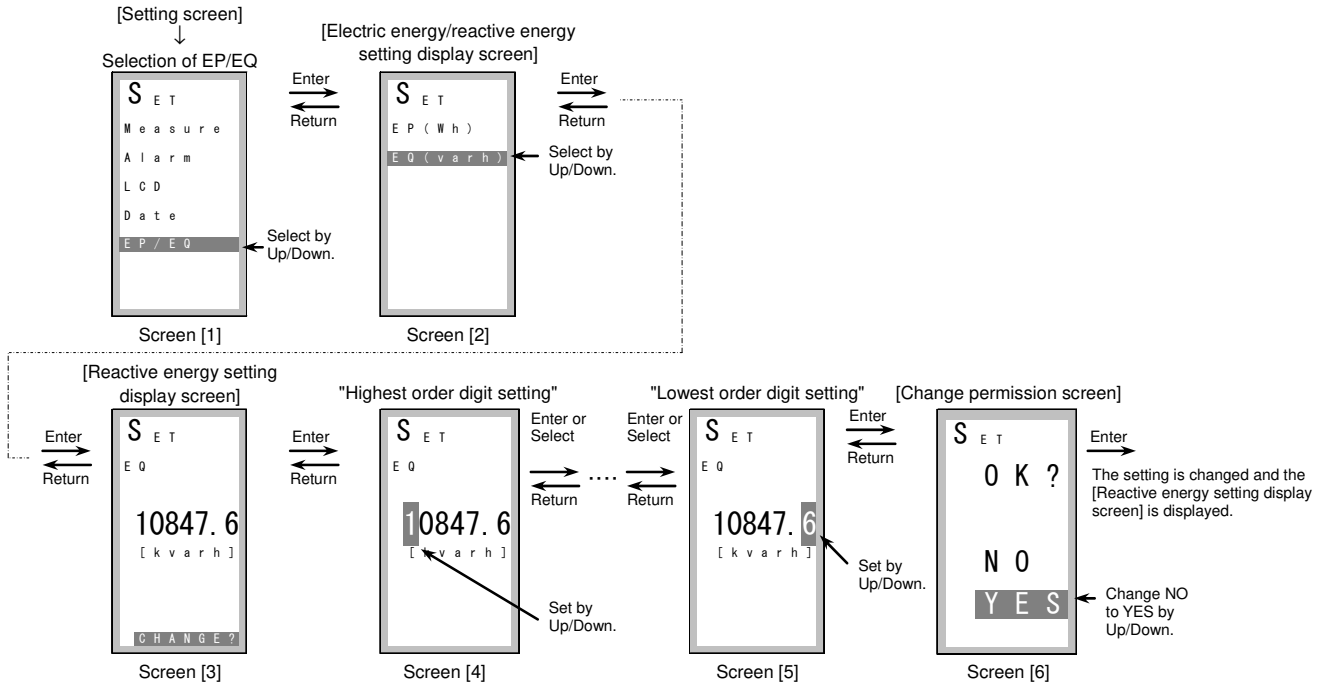 [Setting screen]
↓
Selection of EP/EQ
S ET
Measure
Alarm
LCD
Date
EP/EQ
Select by
Up/Down.
Screen [1]
Enter
Return
[Electric energy/reactive energy
setting display screen]
S ET
EP(Wh)
EQ(varh)
Select by
Up/Down.
Screen [2]
Enter
Return
Enter
Return
[Reactive energy setting
display screen]
S ET
EQ
10847.6
[kvarh]
CHANGE?
Screen [3]
Enter
Return
"Highest order digit setting"
S ET
EQ
10847.6
[kvarh]
Set by
Up/Down.
Screen [4]
Enter or
Select
Return
....
Enter or
Select
Return
"Lowest order digit setting"
S ET
EQ
10847.6
[kvarh]
Set by
Up/Down.
Screen [5]
Enter
Return
[Change permission screen]
S ET
OK?
NO
YES
Change NO
to YES by
Up/Down.
Screen [6]
Enter
The setting is changed and the
[Reactive energy setting display
screen] is displayed.